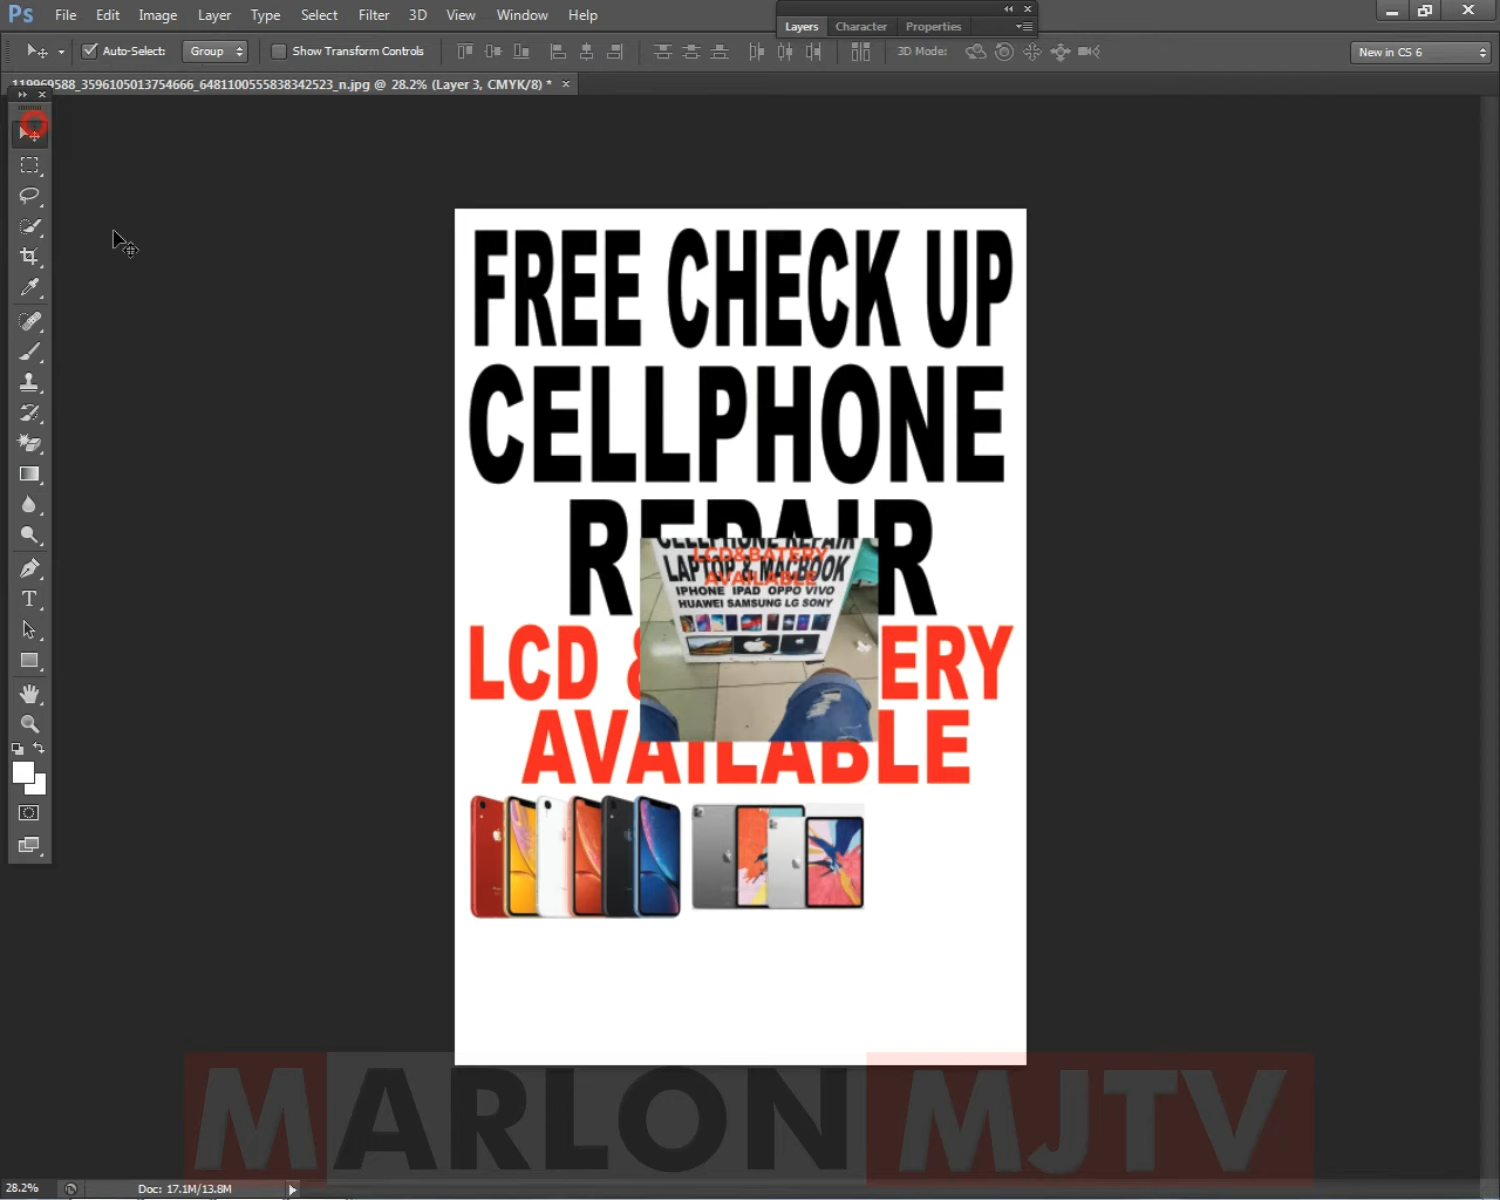 Ps File Edit Image Layer Type Select Filter 3D View Window Help
Layers Character Properties
Auto-Select: Group Show Transform Controls 3D Mode: New in CS 6
119969588_3596105013754666_6481100555838342523_n.jpg @ 28.2% (Layer 3, CMYK/8) *
FREE CHECK UP
CELLPHONE
REPAIR
CELLPHONE REPAIR
LCD&BATERY
LAPTOP & MACBOOK
AVAILABLE
IPHONE IPAD OPPO VIVO
HUAWEI SAMSUNG LG SONY
LCD & ERY
AVAILABLE
T
MARLON MJTV
28.2% Doc: 17.1M/13.8M